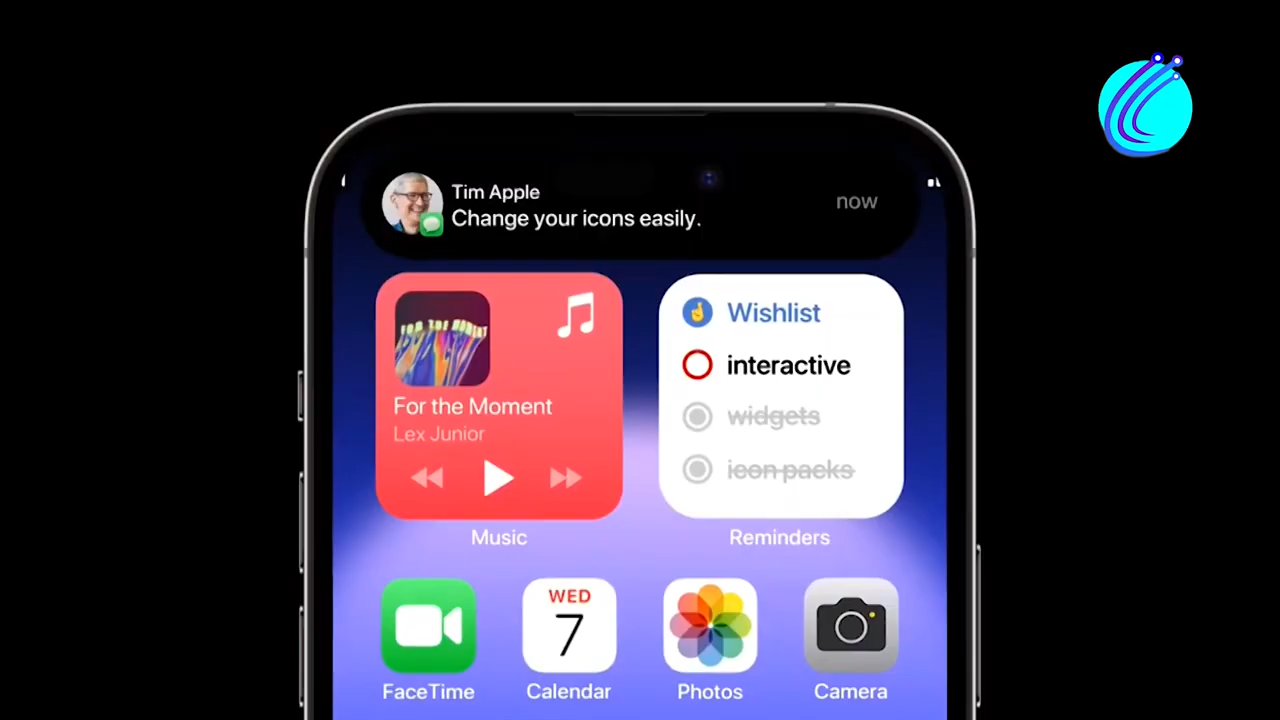 Tim Apple
Change your icons easily.
now
For the Moment
Lex Junior
Music
Wishlist
interactive
widgets
icon packs
Reminders
FaceTime
WED
7
Calendar
Photos
Camera